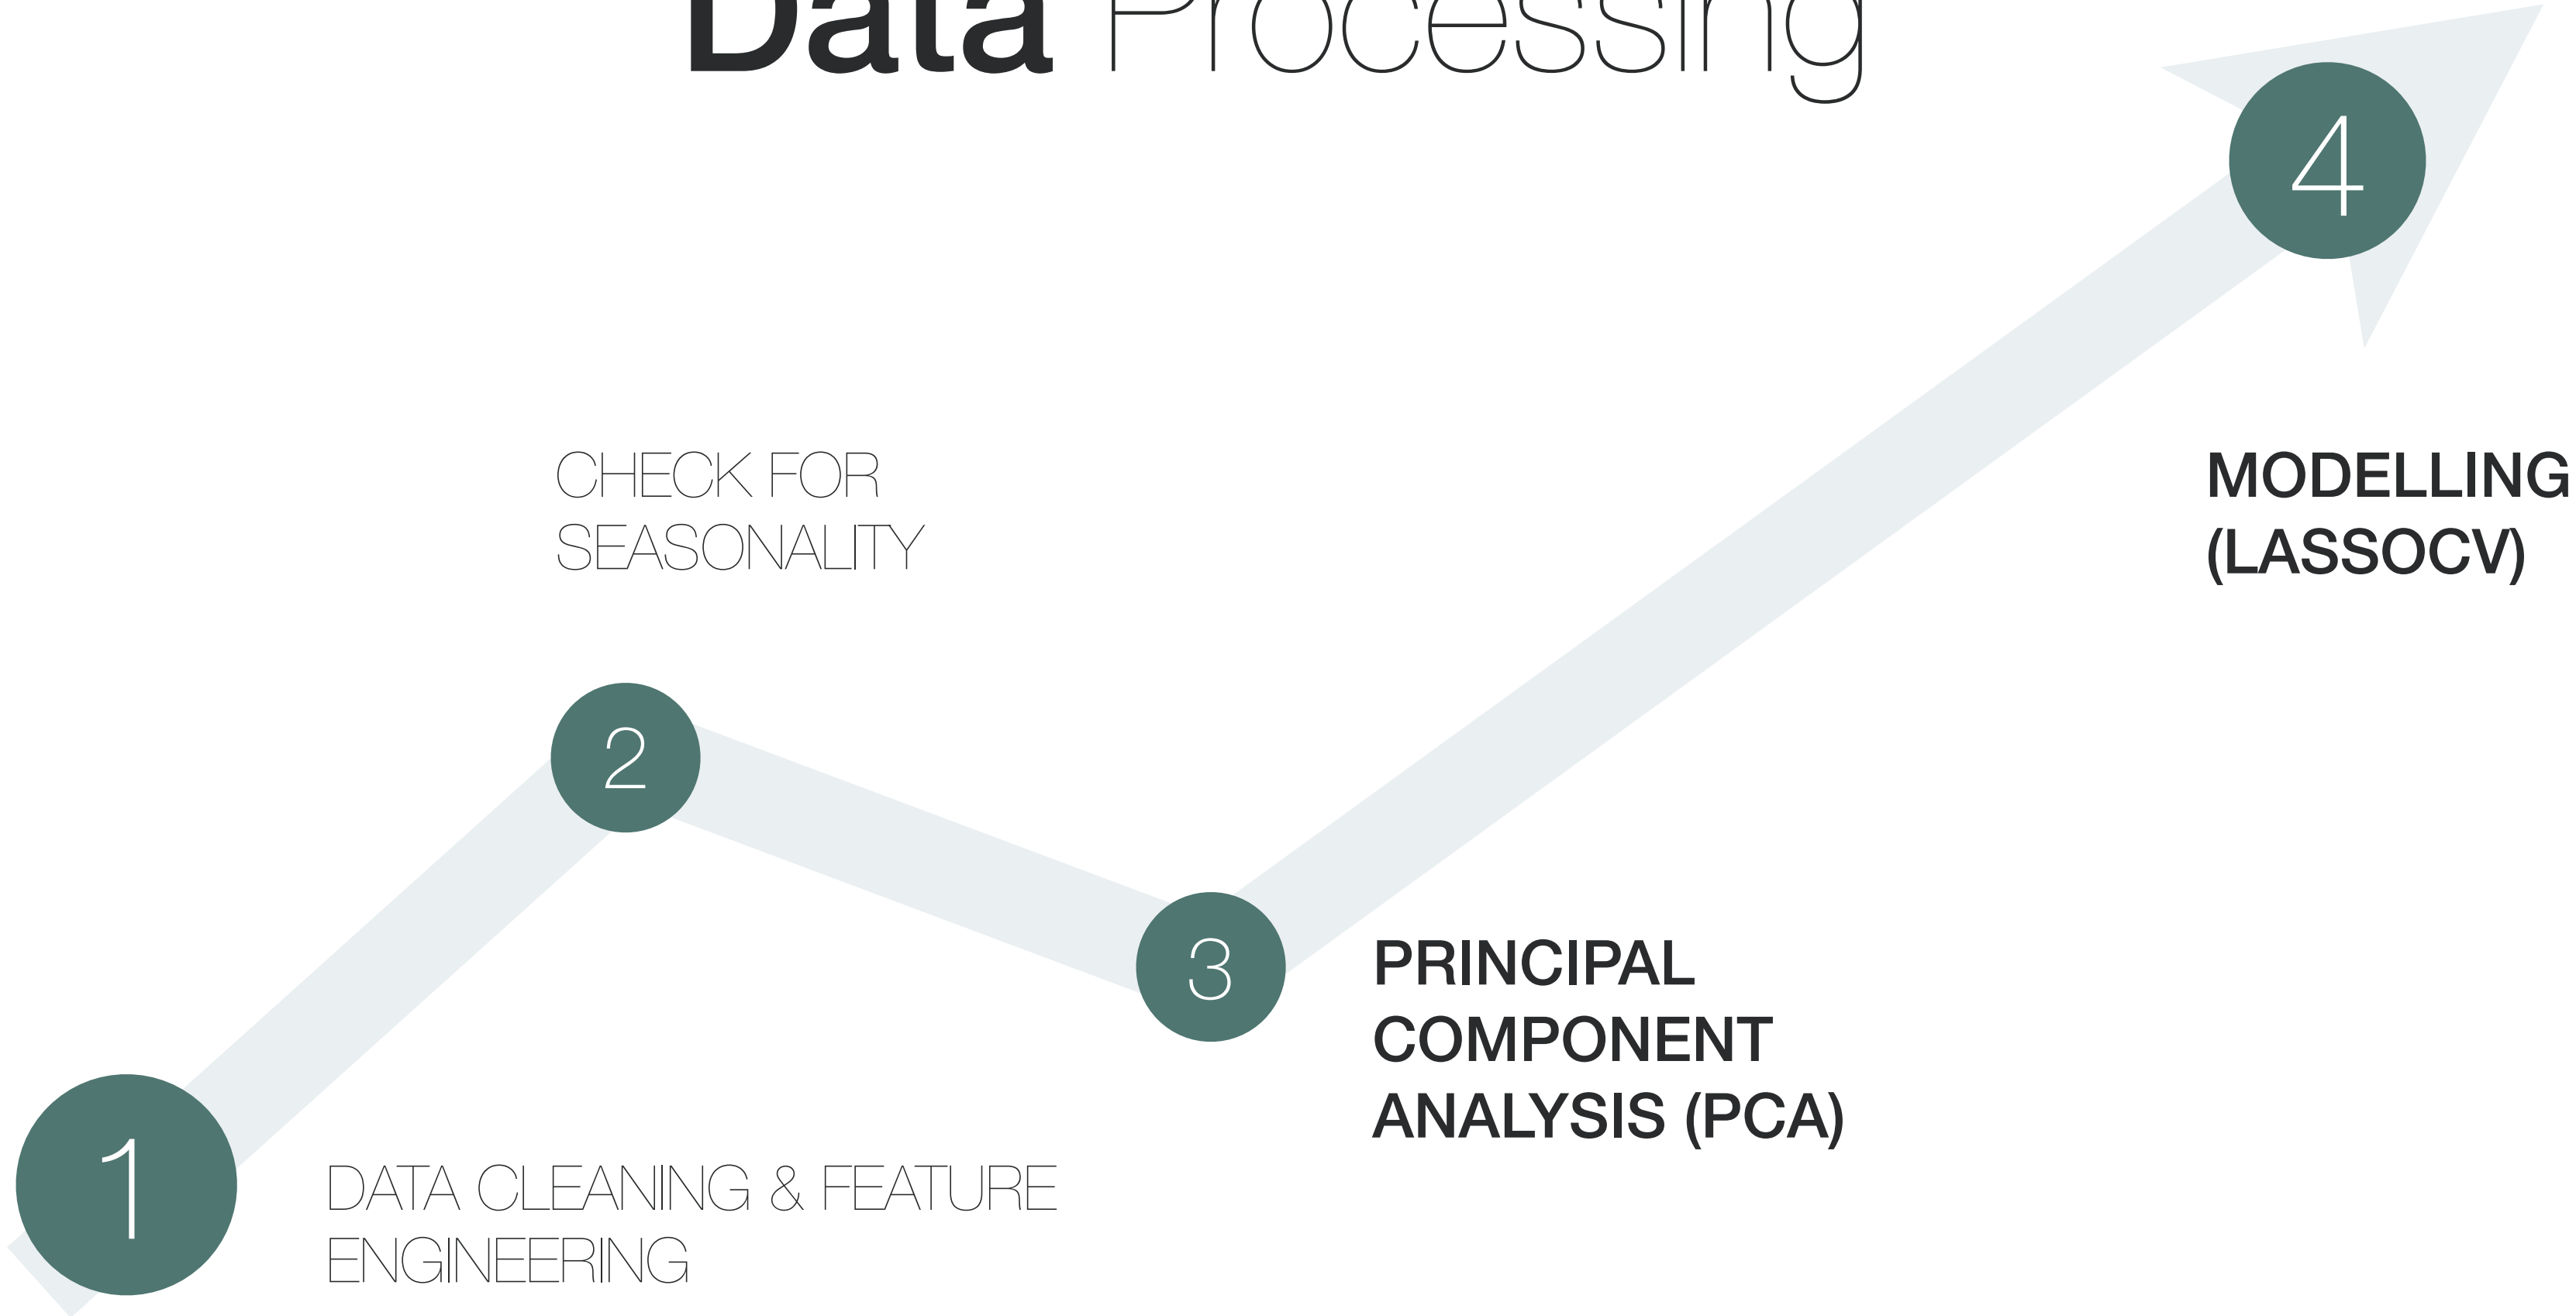 Data Processing
4
CHECK FOR
SEASONALITY
MODELLING
(LASSOCV)
2
3
PRINCIPAL
COMPONENT
ANALYSIS (PCA)
1
DATA CLEANING & FEATURE
ENGINEERING